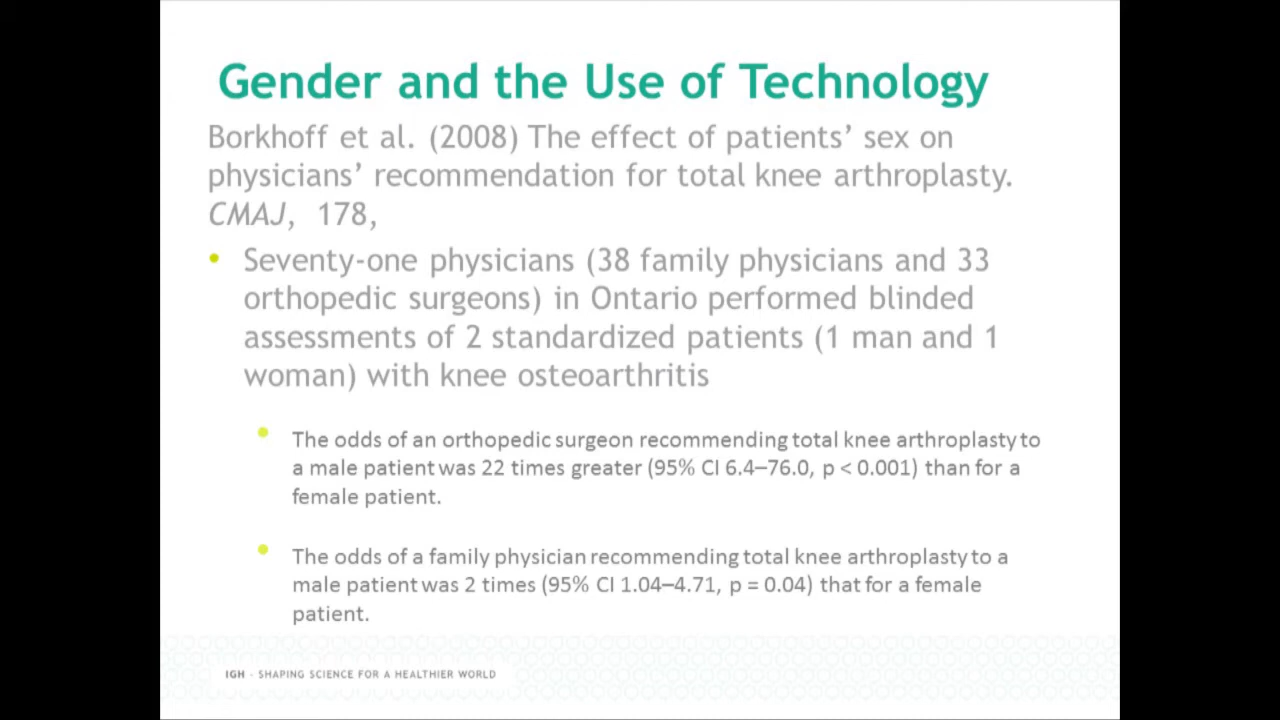 Gender and the Use of Technology
Borkhoff et al. (2008) The effect of patients’ sex on
physicians’ recommendation for total knee arthroplasty.
CMAJ, 178,
• Seventy-one physicians (38 family physicians and 33
orthopedic surgeons) in Ontario performed blinded
assessments of 2 standardized patients (1 man and 1
woman) with knee osteoarthritis
• The odds of an orthopedic surgeon recommending total knee arthroplasty to
a male patient was 22 times greater (95% CI 6.4–76.0, p < 0.001) than for a
female patient.
• The odds of a family physician recommending total knee arthroplasty to a
male patient was 2 times (95% CI 1.04–4.71, p = 0.04) that for a female
patient.
IGH - SHAPING SCIENCE FOR A HEALTHIER WORLD